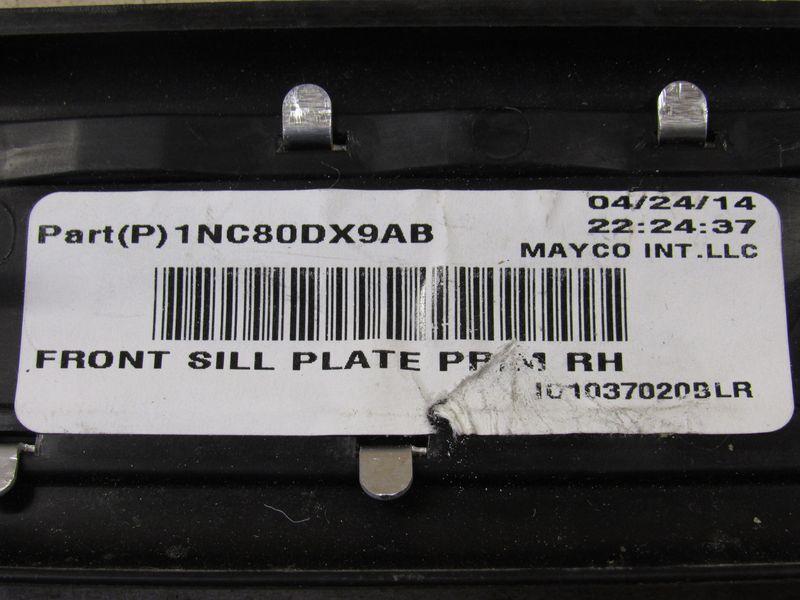 Part(P)1NC80DX9AB
04/24/14
22:24:37
MAYCO INT.LLC
FRONT SILL PLATE RH